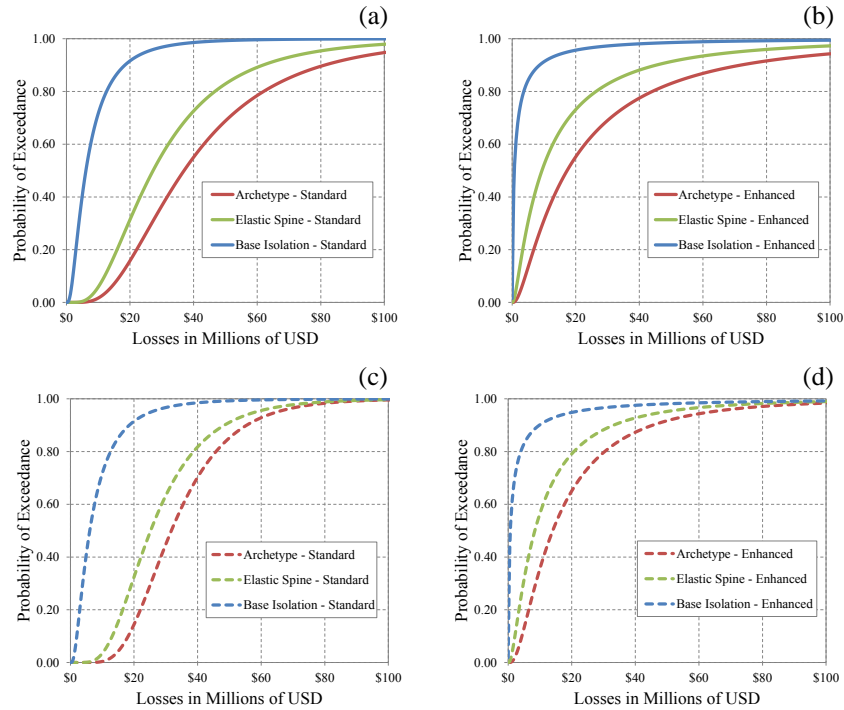 (a)
1.00
0.80
0.60
0.40
0.20
0.00
Probability of Exceedance
Archetype - Standard
Elastic Spine - Standard
Base Isolation - Standard
$0 $20 $40 $60 $80 $100
Losses in Millions of USD
(b)
1.00
0.80
0.60
0.40
0.20
0.00
Probability of Exceedance
Archetype - Enhanced
Elastic Spine - Enhanced
Base Isolation - Enhanced
$0 $20 $40 $60 $80 $100
Losses in Millions of USD
(c)
1.00
0.80
0.60
0.40
0.20
0.00
Probability of Exceedance
Archetype - Standard
Elastic Spine - Standard
Base Isolation - Standard
$0 $20 $40 $60 $80 $100
Losses in Millions of USD
(d)
1.00
0.80
0.60
0.40
0.20
0.00
Probability of Exceedance
Archetype - Enhanced
Elastic Spine - Enhanced
Base Isolation - Enhanced
$0 $20 $40 $60 $80 $100
Losses in Millions of USD